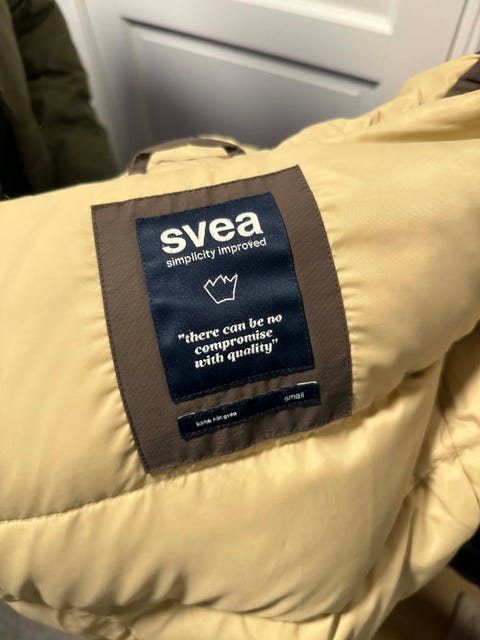 svea
simplicity improved
"there can be no
compromise
with quality"
small